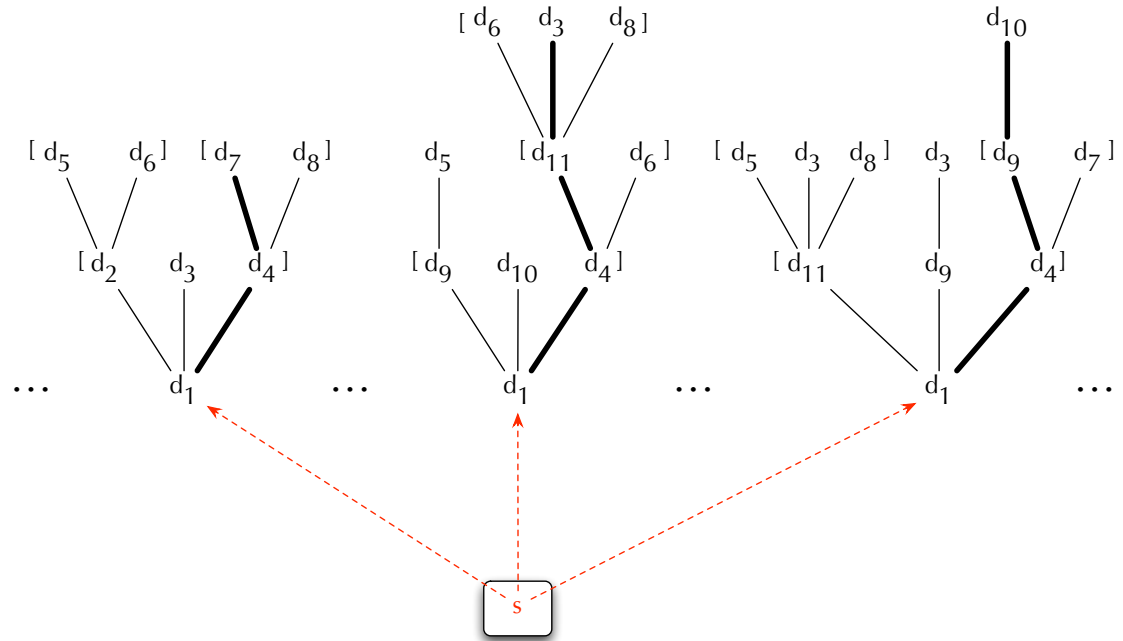 [ d₆ d₃ d₈ ] d₁₀
[ d₅ d₆ ] [ d₇ d₈ ] d₅ [ d₁₁ d₆ ] [ d₅ d₃ d₈ ] d₃ [ d₉ d₇ ]
[ d₂ d₃ d₄ ] [ d₉ d₁₀ d₄ ] [ d₁₁ d₉ d₄ ]
... d₁ ... d₁ ... d₁ ...
s